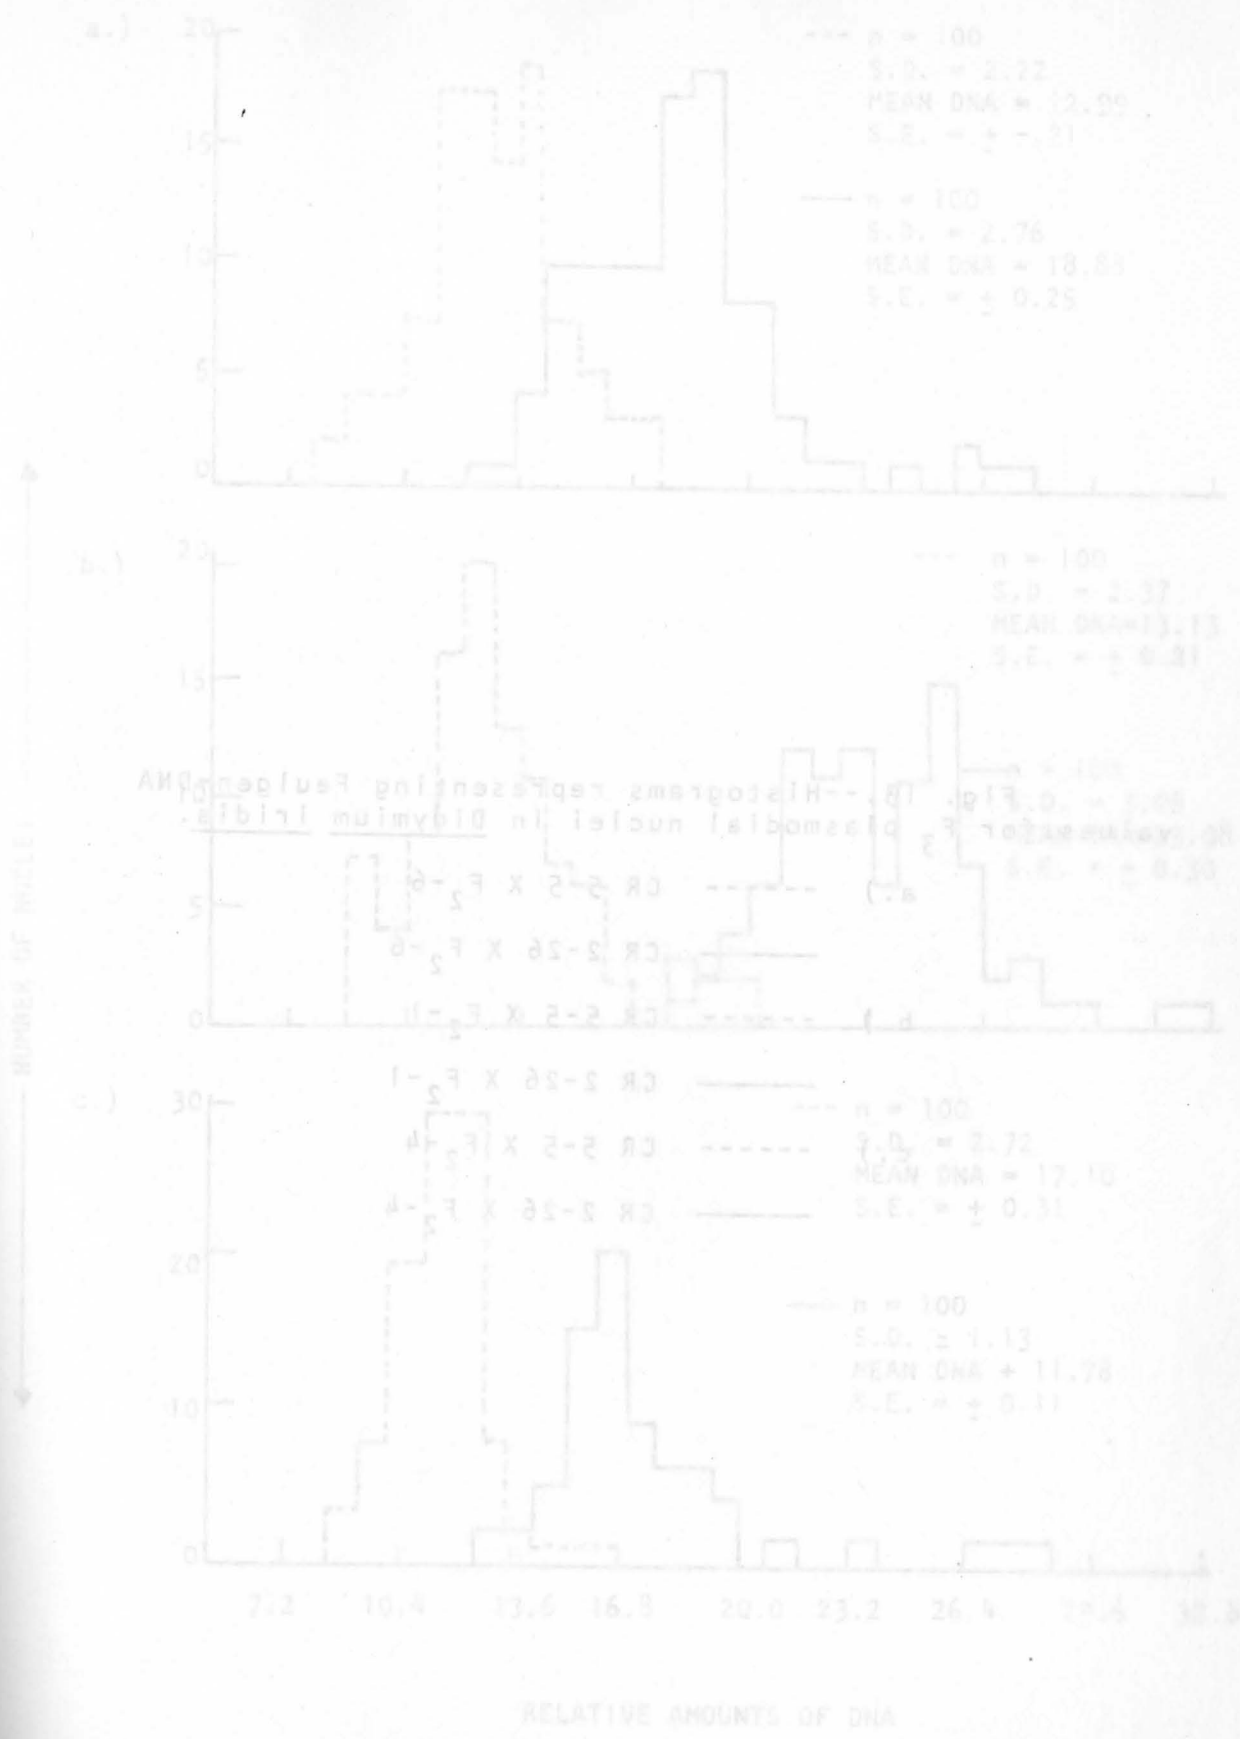 a.)
20
15
10
5
0
n = 100
S.D. = 2.22
MEAN DNA =
S.E. = ±
n = 100
S.D. = 2.76
MEAN DNA = 18.83
S.E. = ± 0.28
b.)
20
15
5
0
n = 100
S.D. = 2.37
MEAN DNA=13.13
S.E. = ± 0.21
n = 100
S.D. =
S.E. = ± 0.30
Fig. 18.--Histograms representing Feulgen-DNA
values for F3 plasmodial nuclei in Didymium iridis.
a.) ------ CR 5-5 X F2-6
CR 2-26 X F2-6
b.) ------ CR 5-5 X F2-1
CR 2-26 X F2-1
c.) ------ CR 5-5 X F2-4
CR 2-26 X F2-4
c.)
30
20
10
0
n = 100
S.D. = 2.72
MEAN DNA = 17.10
S.E. = ± 0.31
n = 100
S.D. ± 1.13
MEAN DNA + 11.78
S.E. = ± 0.11
7.2 10.4 13.6 16.8 20.0 23.2 26.4
NUMBER OF NUCLEI
RELATIVE AMOUNTS OF DNA